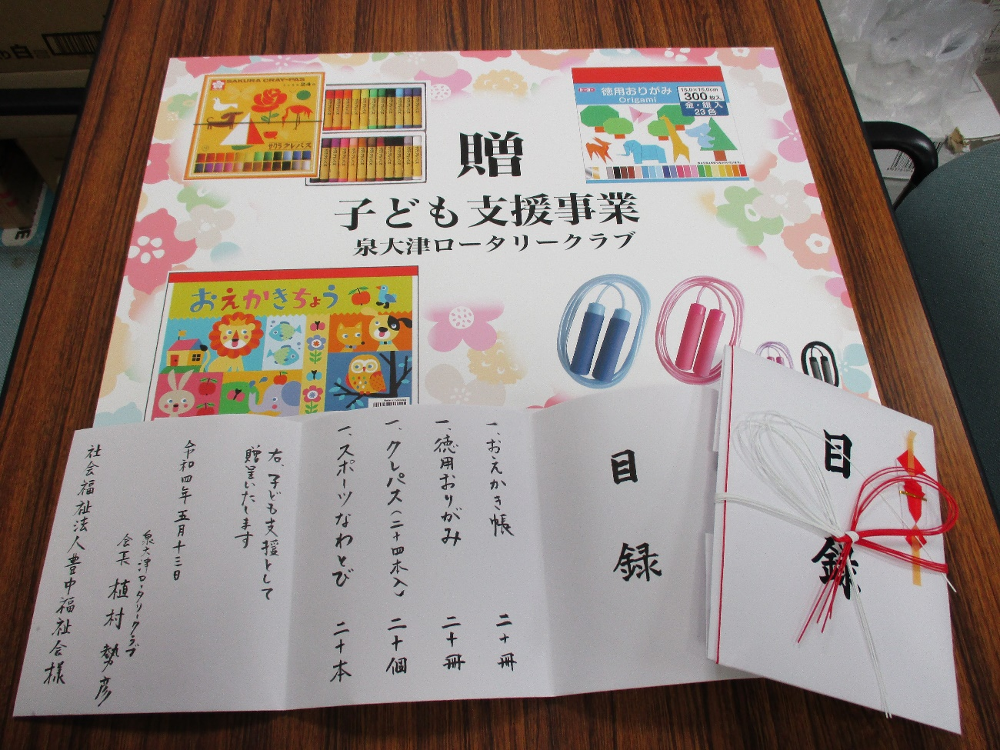 SAKURA CRAY-PAS
サクラクレパス
徳用おりがみ
Origami
15.0×15.0cm
300枚入
金・銀入
23色
贈
子ども支援事業
泉大津ロータリークラブ
おえかきちょう
目録
目録
一、おえかき帳 二十冊
一、徳用おりがみ 二十冊
一、クレパス(二十四本入) 二十個
一、スポーツなわとび 二十本
右、子ども支援として
贈呈いたします
令和四年五月十三日
泉大津ロータリークラブ
会長 植村勢彦
社会福祉法人豊中福祉会様